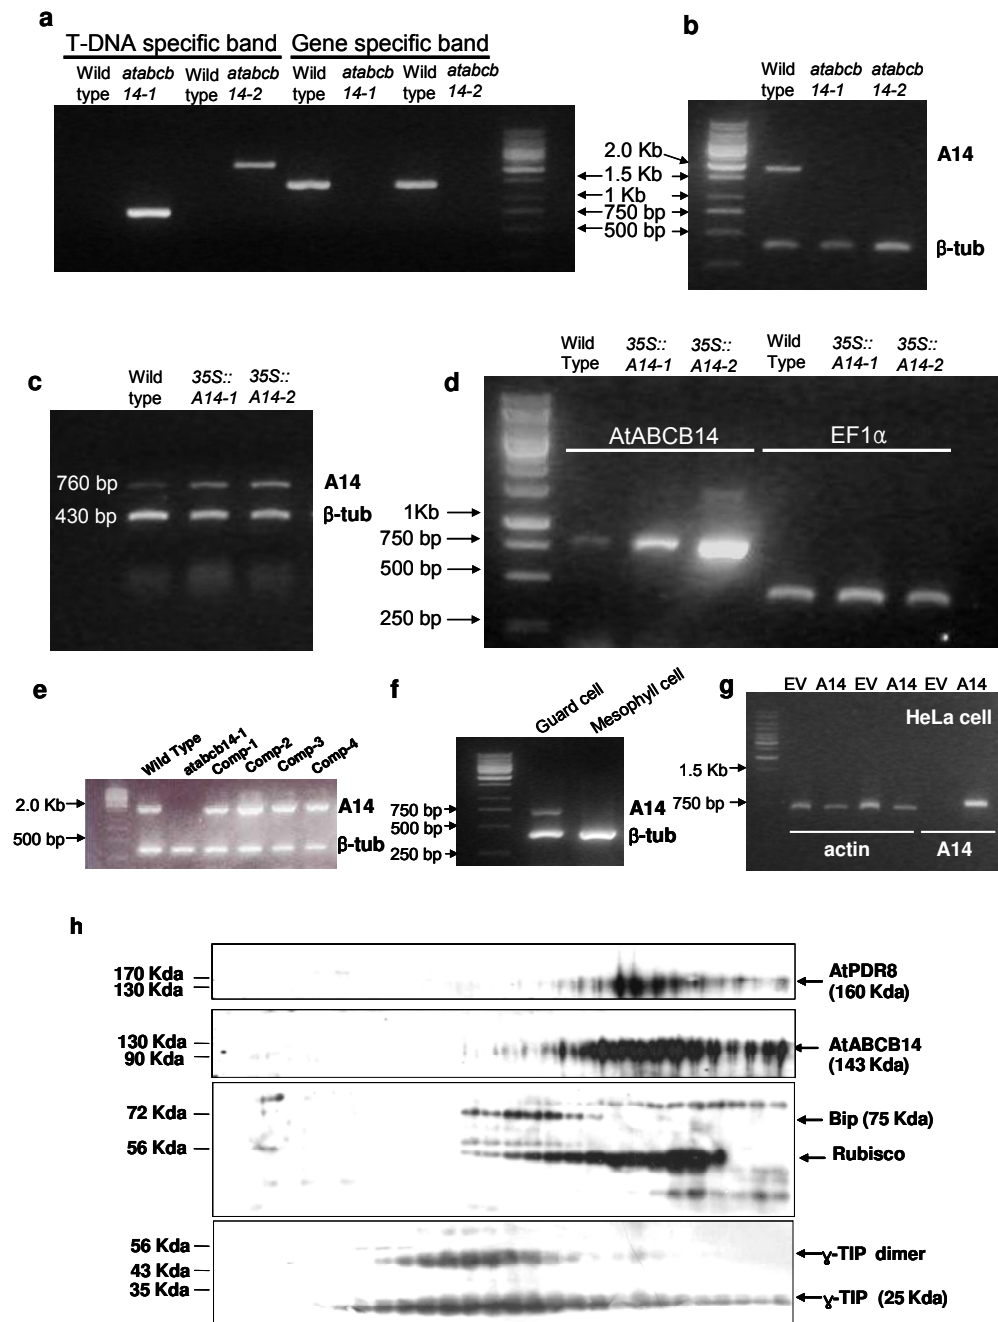 a
T-DNA specific band
Gene specific band
Wild type
atabcb 14-1
Wild type
atabcb 14-2
Wild type
atabcb 14-1
Wild type
atabcb 14-2
2.0 Kb
1.5 Kb
1 Kb
750 bp
500 bp
b
Wild type
atabcb 14-1
atabcb 14-2
A14
β-tub
c
Wild type
35S:: A14-1
35S:: A14-2
760 bp
430 bp
A14
β-tub
d
Wild Type
35S:: A14-1
35S:: A14-2
Wild Type
35S:: A14-1
35S:: A14-2
AtABCB14
EF1α
1Kb
750 bp
500 bp
250 bp
e
Wild Type
atabcb14-1
Comp-1
Comp-2
Comp-3
Comp-4
2.0 Kb
500 bp
A14
β-tub
f
Guard cell
Mesophyll cell
750 bp
500 bp
250 bp
A14
β-tub
g
EV A14 EV A14 EV A14
HeLa cell
1.5 Kb
750 bp
actin
A14
h
170 Kda
130 Kda
AtPDR8
(160 Kda)
130 Kda
90 Kda
AtABCB14
(143 Kda)
72 Kda
56 Kda
Bip (75 Kda)
Rubisco
56 Kda
43 Kda
35 Kda
ɣ-TIP dimer
ɣ-TIP (25 Kda)